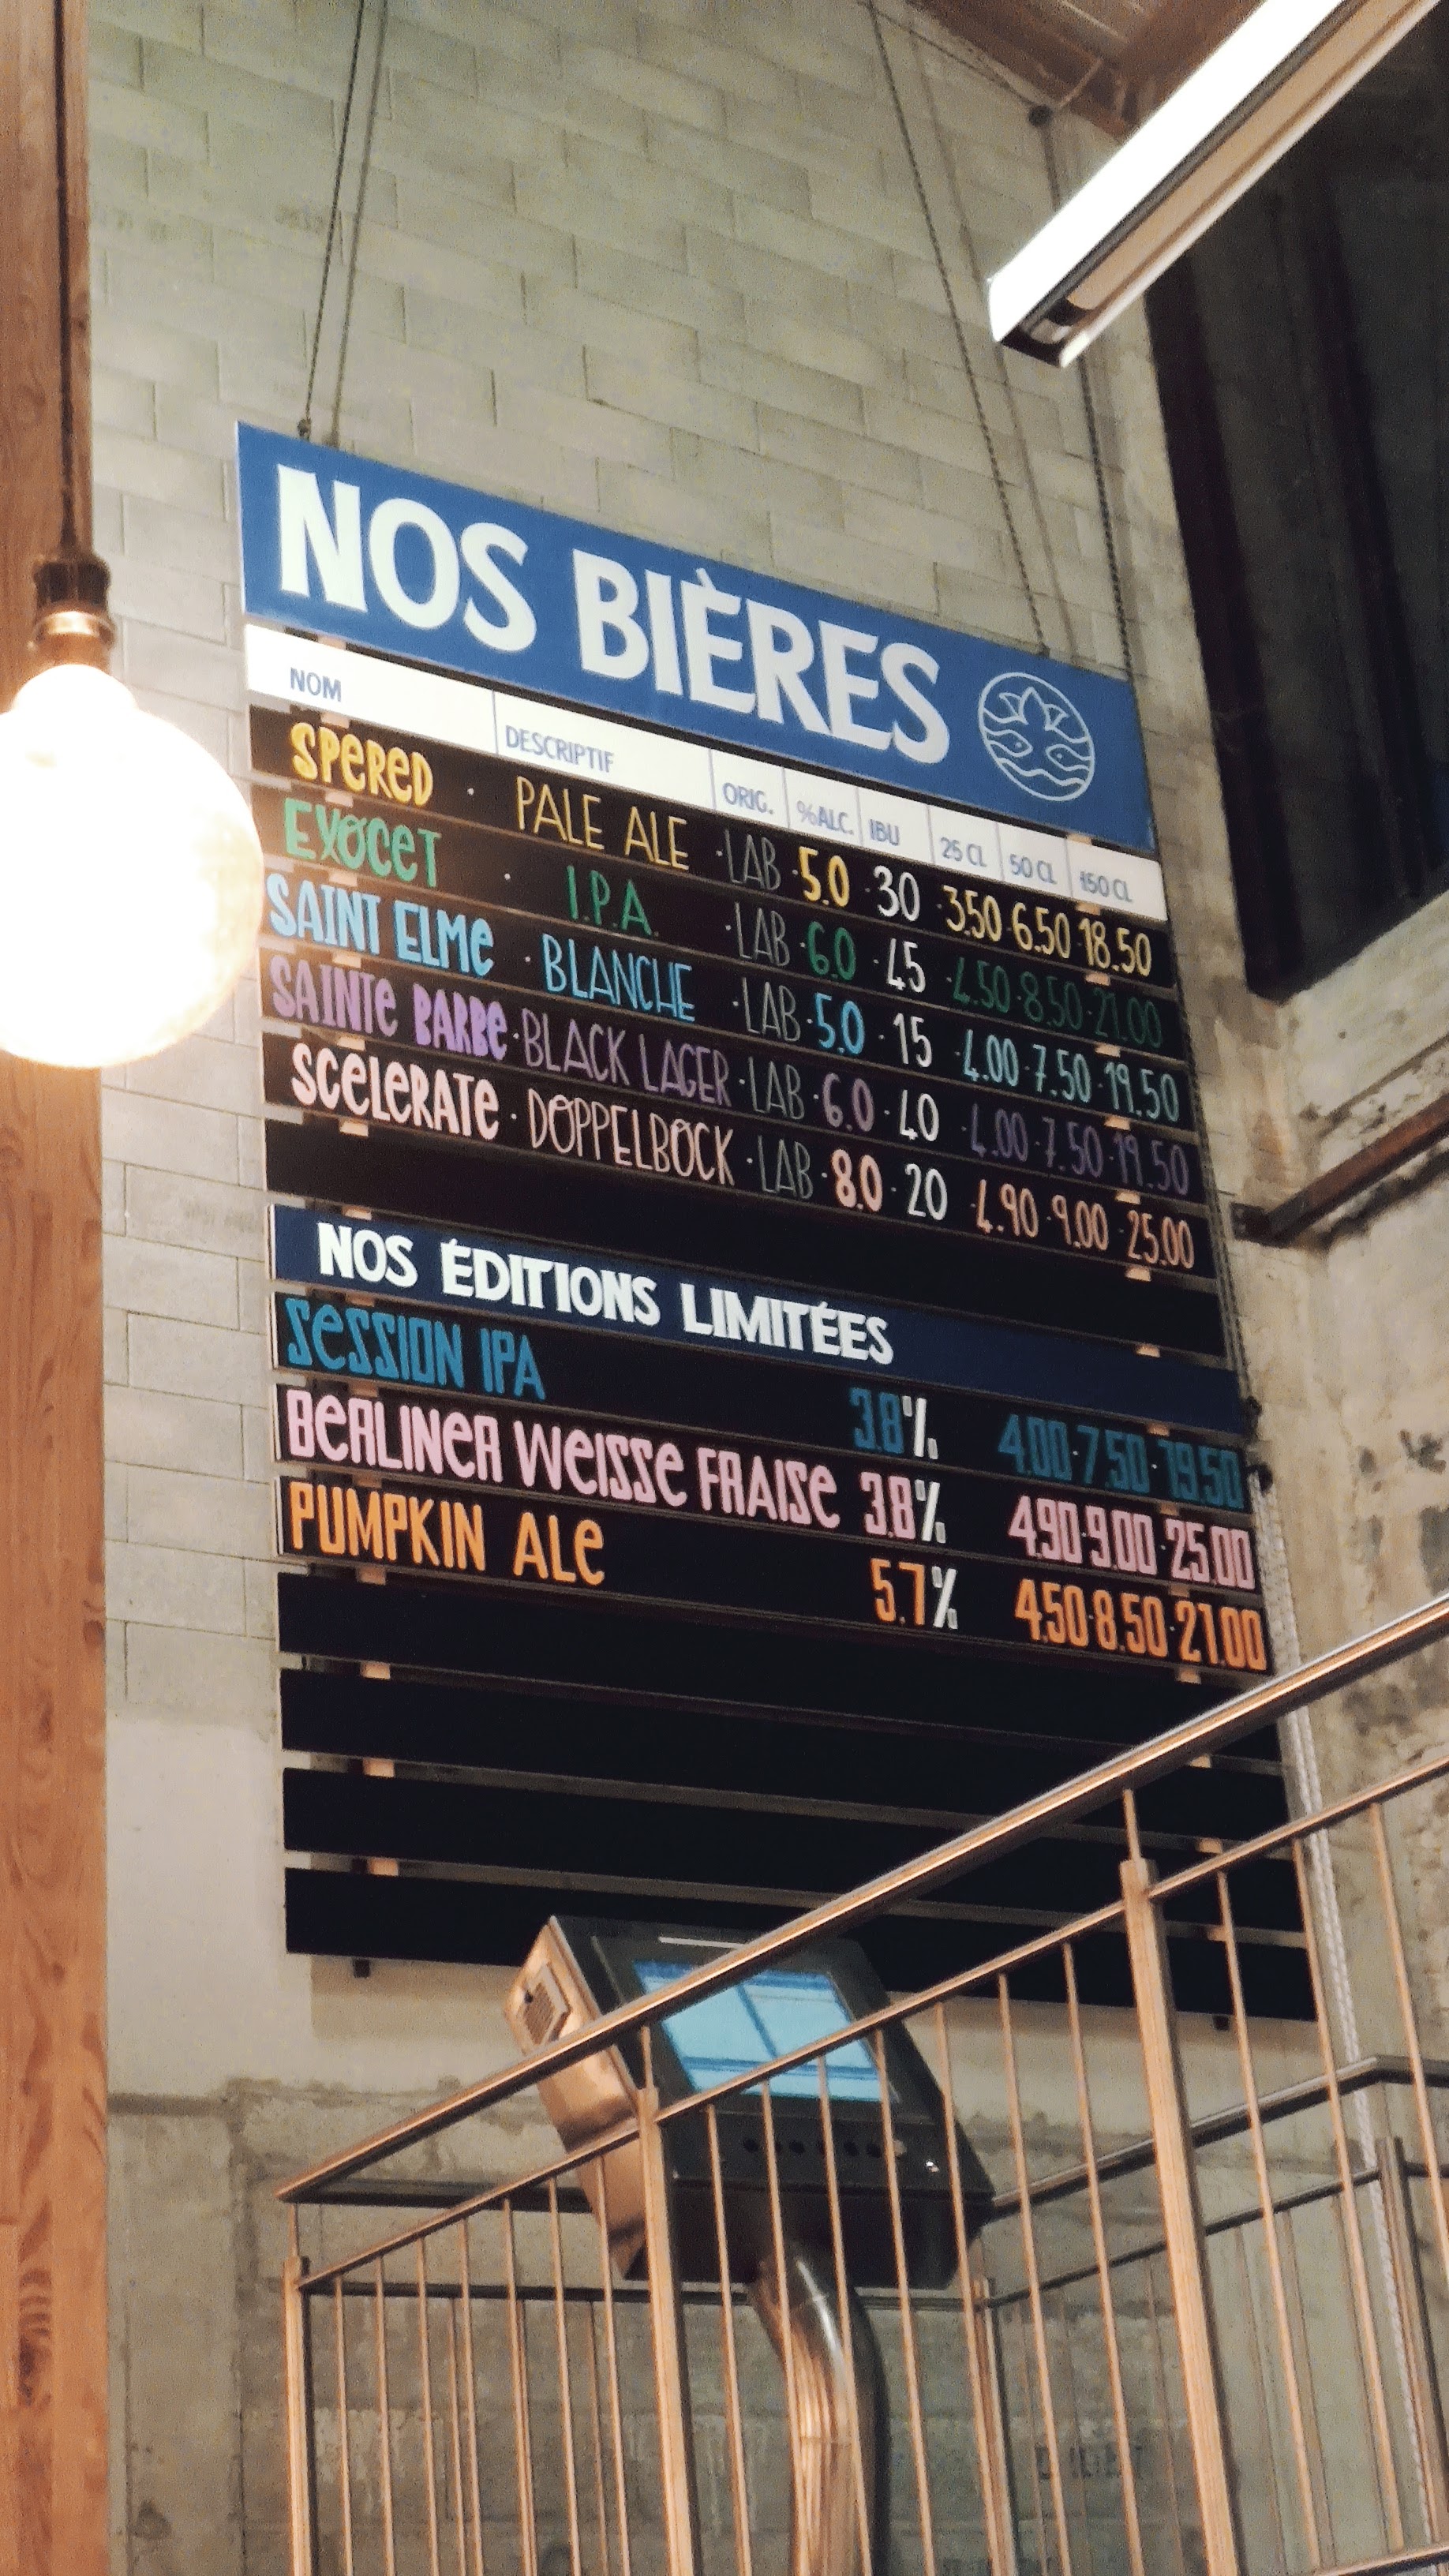 NOS BIÈRES
NOM DESCRIPTIF ORIG. %ALC. IBU 25 CL 50 CL 150 CL
SPERED · PALE ALE · LAB · 5.0 · 30 · 3.50 · 6.50 · 18.50
EXOCET · I.P.A. · LAB · 6.0 · 45 · 4.50 · 8.50 · 21.00
SAINT ELME · BLANCHE · LAB · 5.0 · 15 · 4.00 · 7.50 · 19.50
SAINTE BARBE · BLACK LAGER · LAB · 6.0 · 40 · 4.00 · 7.50 · 19.50
SCELERATE · DOPPELBOCK · LAB · 8.0 · 20 · 4.90 · 9.00 · 25.00
NOS ÉDITIONS LIMITÉES
SESSION IPA 3.8% 4.00 · 7.50 · 19.50
BERLINER WEISSE FRAISE 3.8% 4.90 · 9.00 · 25.00
PUMPKIN ALE 5.7% 4.50 · 8.50 · 21.00